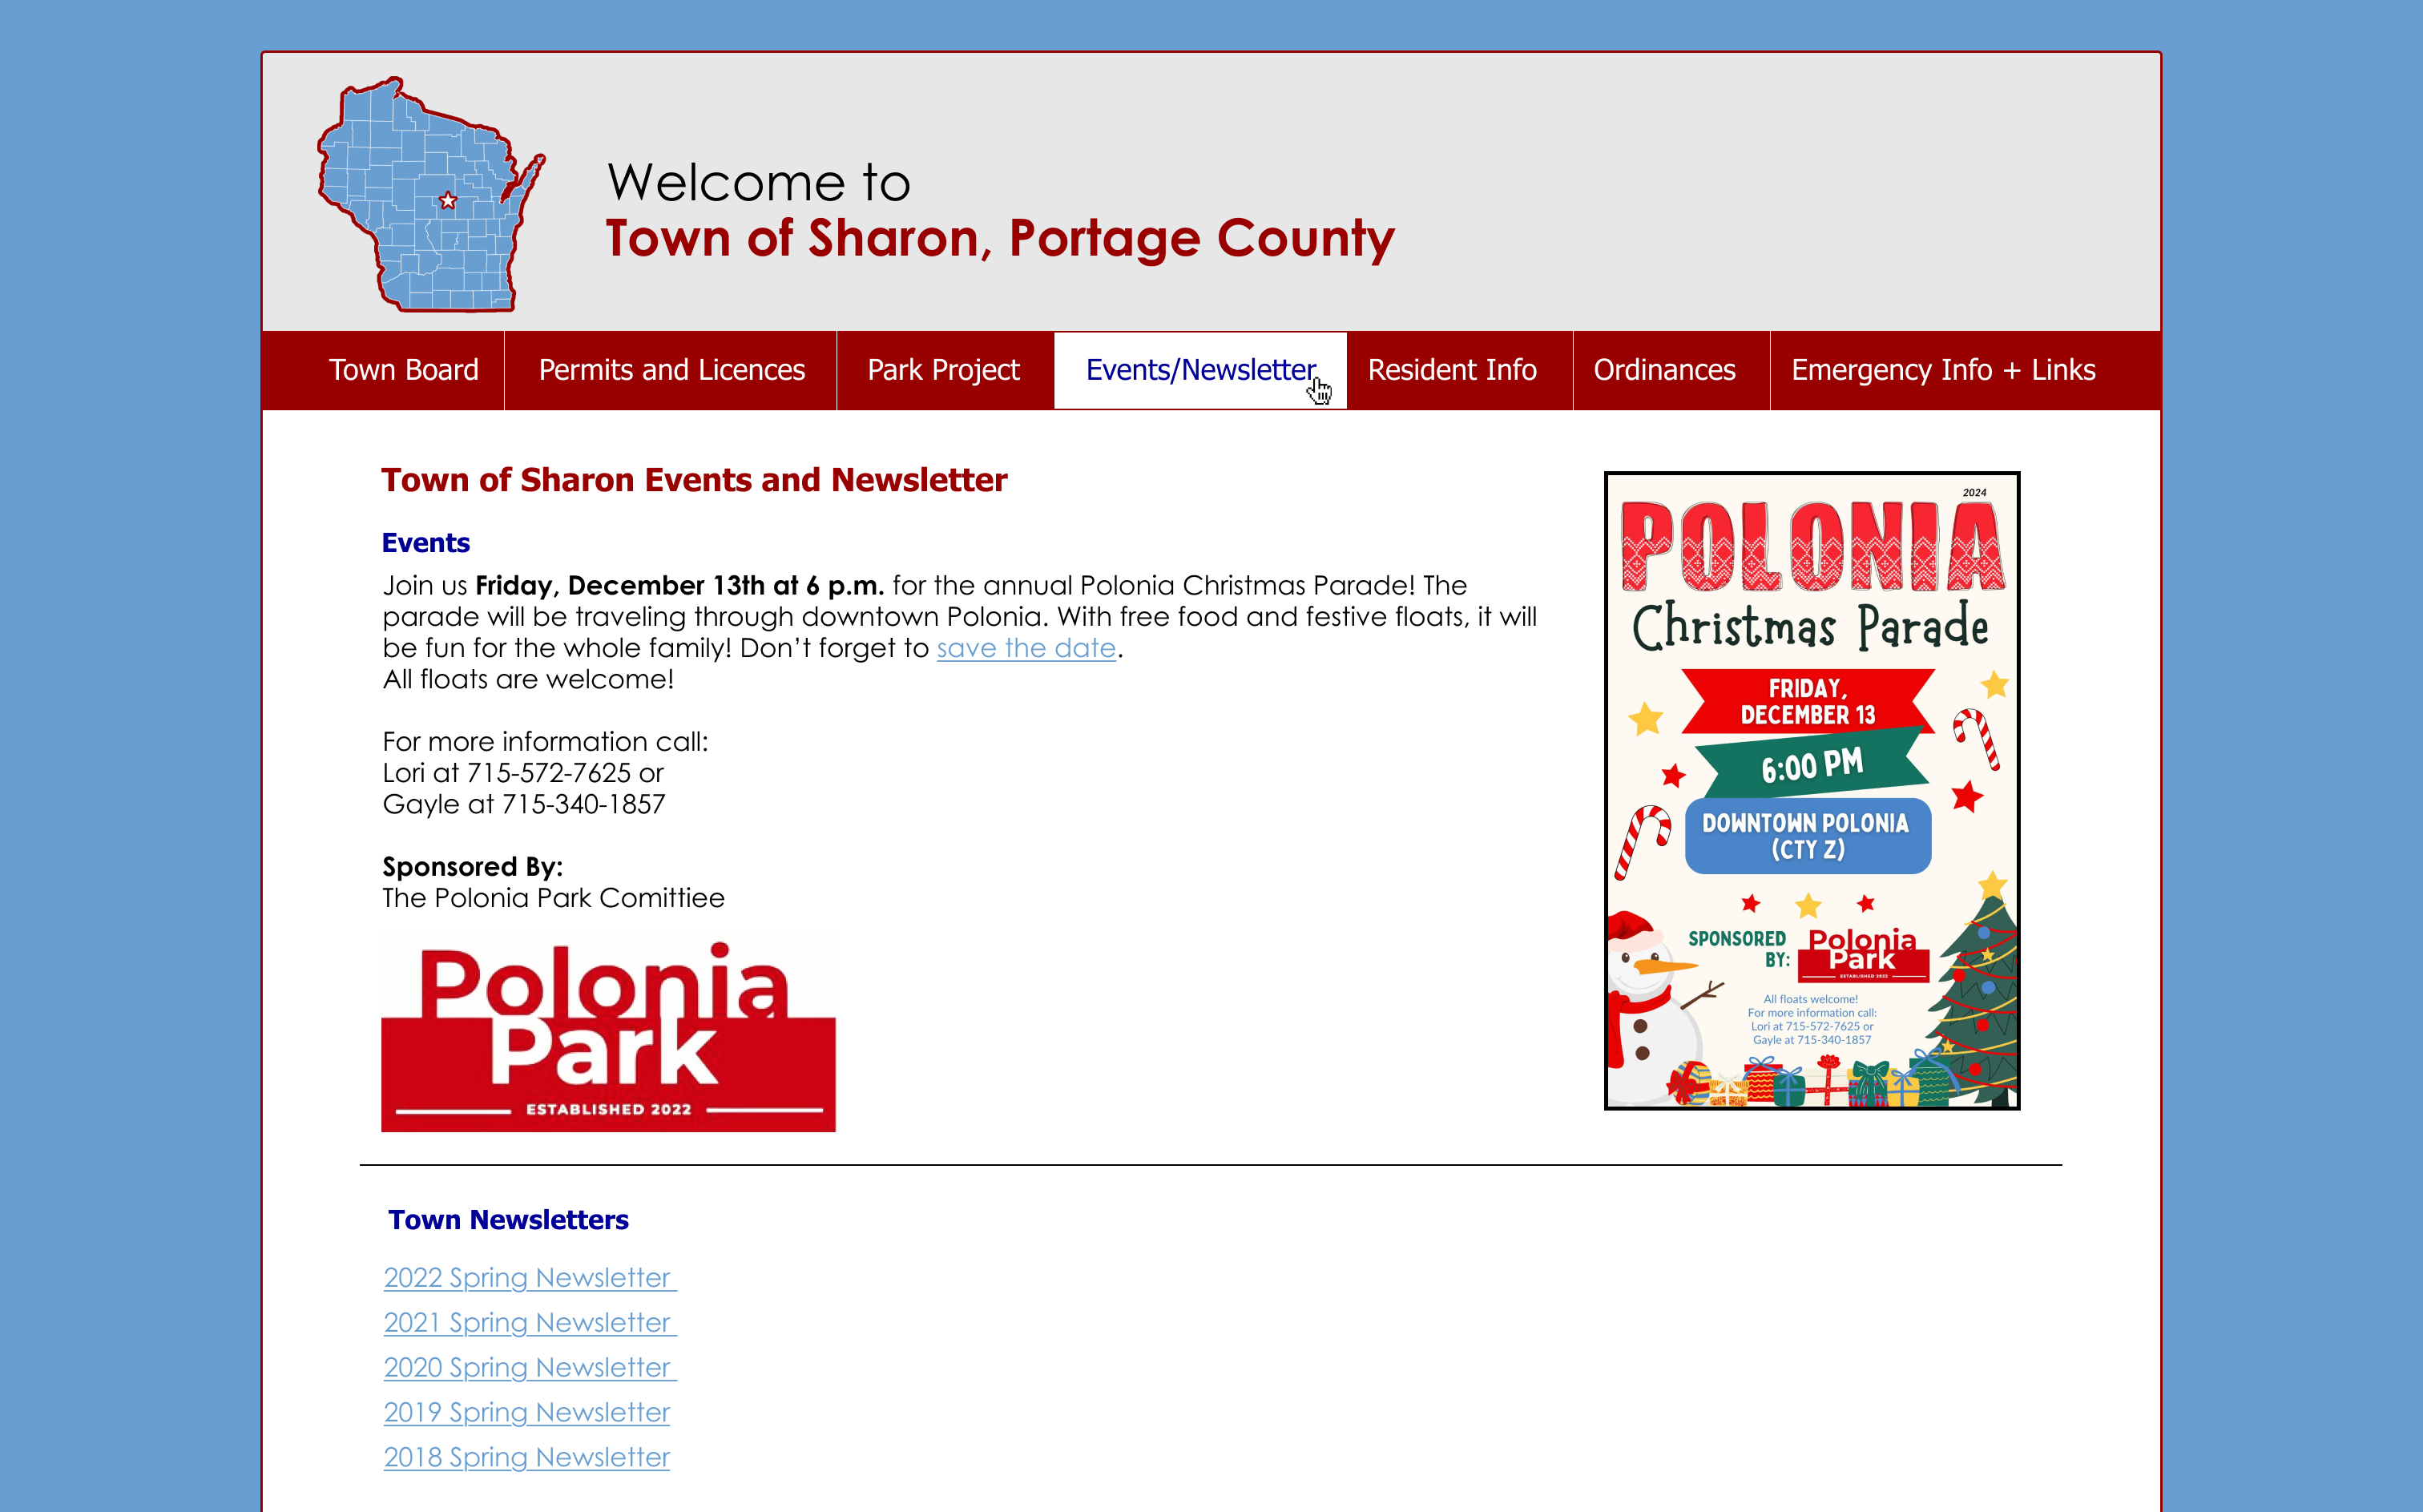 Welcome to
Town of Sharon, Portage County
Town Board
Permits and Licences
Park Project
Events/Newsletter
Resident Info
Ordinances
Emergency Info + Links
Town of Sharon Events and Newsletter
Events
Join us Friday, December 13th at 6 p.m. for the annual Polonia Christmas Parade! The
parade will be traveling through downtown Polonia. With free food and festive floats, it will
be fun for the whole family! Don’t forget to save the date.
All floats are welcome!
For more information call:
Lori at 715-572-7625 or
Gayle at 715-340-1857
Sponsored By:
The Polonia Park Comittiee
Polonia
Park
ESTABLISHED 2022
2024
POLONIA
Christmas Parade
FRIDAY,
DECEMBER 13
6:00 PM
DOWNTOWN POLONIA
(CTY Z)
SPONSORED
BY:
Polonia
Park
ESTABLISHED 2022
All floats welcome!
For more information call:
Lori at 715-572-7625 or
Gayle at 715-340-1857
Town Newsletters
2022 Spring Newsletter
2021 Spring Newsletter
2020 Spring Newsletter
2019 Spring Newsletter
2018 Spring Newsletter